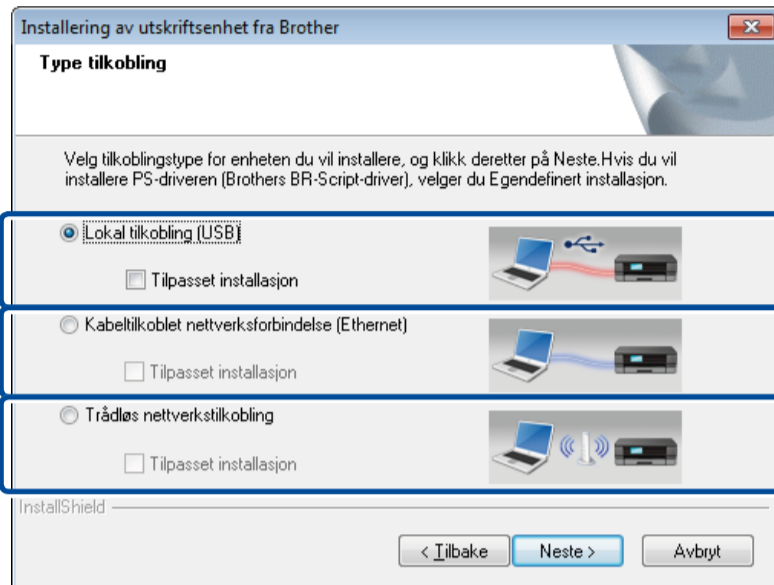 Installering av utskriftsenhet fra Brother
Type tilkobling
Velg tilkoblingstype for enheten du vil installere, og klikk deretter på Neste.Hvis du vil
installere PS-driveren (Brothers BR-Script-driver), velger du Egendefinert installasjon.
Lokal tilkobling (USB)
Tilpasset installasjon
Kabeltilkoblet nettverksforbindelse (Ethernet)
Tilpasset installasjon
Trådløs nettverkstilkobling
Tilpasset installasjon
InstallShield
< Tilbake Neste > Avbryt